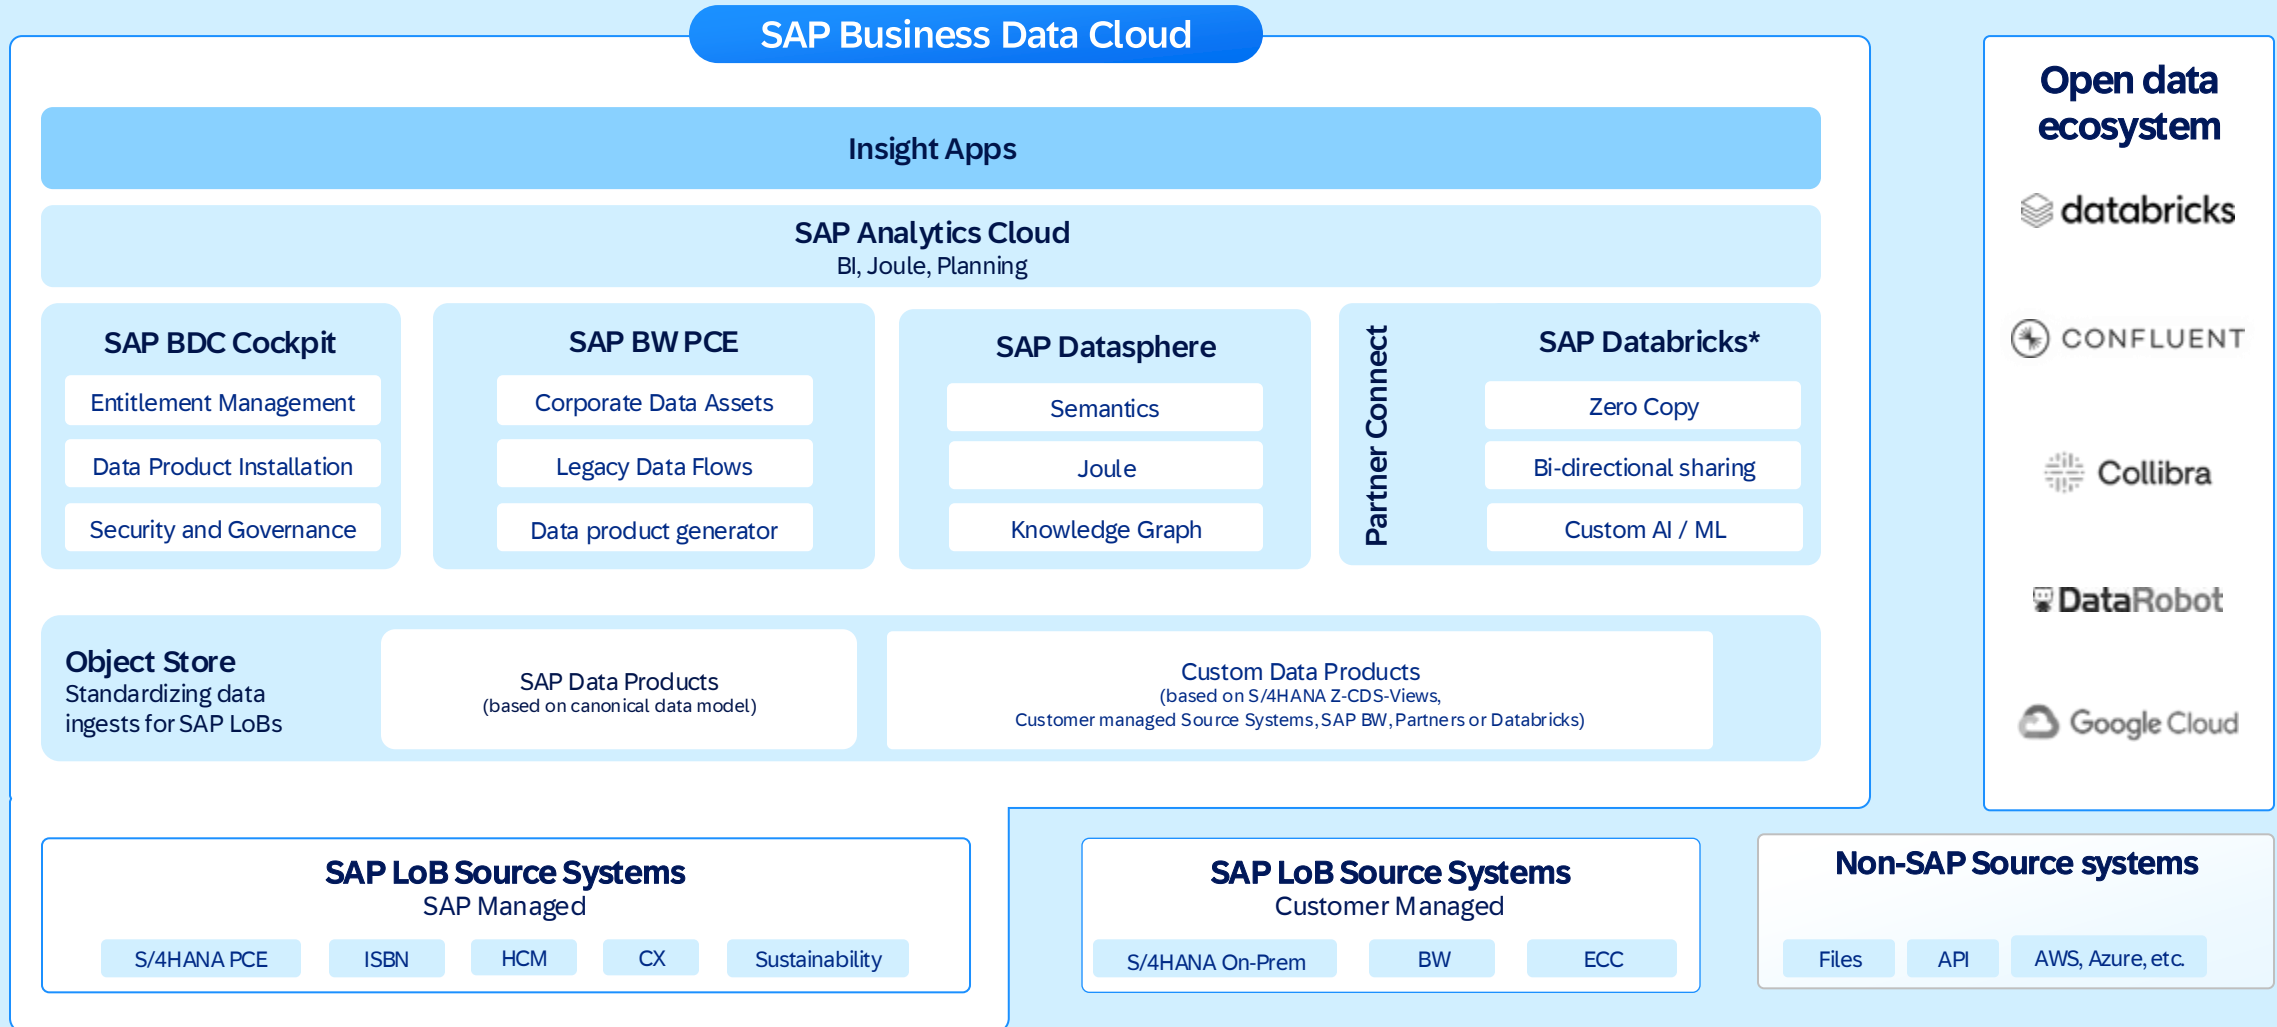 SAP Business Data Cloud
Insight Apps
SAP Analytics Cloud
BI, Joule, Planning
SAP BDC Cockpit
Entitlement Management
Data Product Installation
Security and Governance
SAP BW PCE
Corporate Data Assets
Legacy Data Flows
Data product generator
SAP Datasphere
Semantics
Joule
Knowledge Graph
Partner Connect
SAP Databricks*
Zero Copy
Bi-directional sharing
Custom AI / ML
Object Store
Standardizing data
ingests for SAP LoBs
SAP Data Products
(based on canonical data model)
Custom Data Products
(based on S/4HANA Z-CDS-Views,
Customer managed Source Systems, SAP BW, Partners or Databricks)
SAP LoB Source Systems
SAP Managed
S/4HANA PCE
ISBN
HCM
CX
Sustainability
SAP LoB Source Systems
Customer Managed
S/4HANA On-Prem
BW
ECC
Non-SAP Source systems
Files
API
AWS, Azure, etc.
Open data
ecosystem
databricks
CONFLUENT
Collibra
DataRobot
Google Cloud